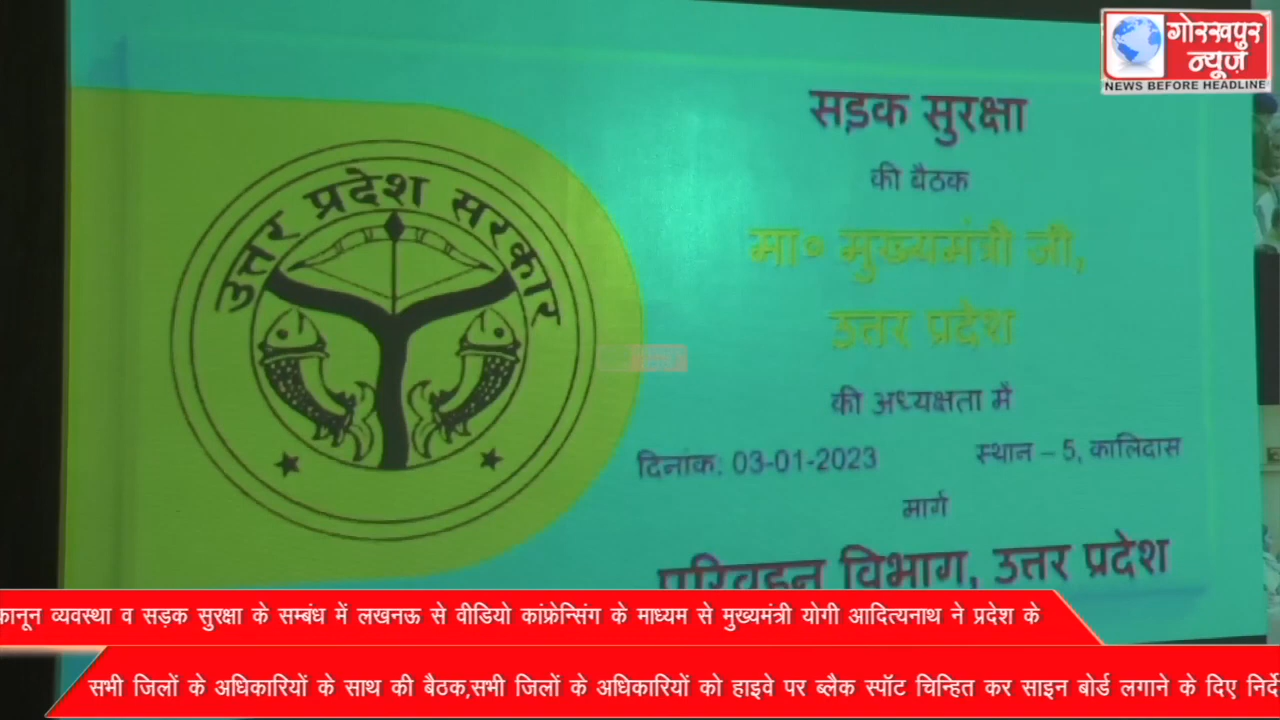 गोरखपुर
न्यूज़
NEWS BEFORE HEADLINE
उत्तर प्रदेश सरकार
सड़क सुरक्षा
की बैठक
मा० मुख्यमंत्री जी,
उत्तर प्रदेश
की अध्यक्षता में
दिनांक: 03-01-2023 स्थान – 5, कालिदास
मार्ग
परिवहन विभाग, उत्तर प्रदेश
कानून व्यवस्था व सड़क सुरक्षा के सम्बंध में लखनऊ से वीडियो कांफ्रेन्सिंग के माध्यम से मुख्यमंत्री योगी आदित्यनाथ ने प्रदेश के
सभी जिलों के अधिकारियों के साथ की बैठक,सभी जिलों के अधिकारियों को हाइवे पर ब्लैक स्पॉट चिन्हित कर साइन बोर्ड लगाने के दिए निर्दे